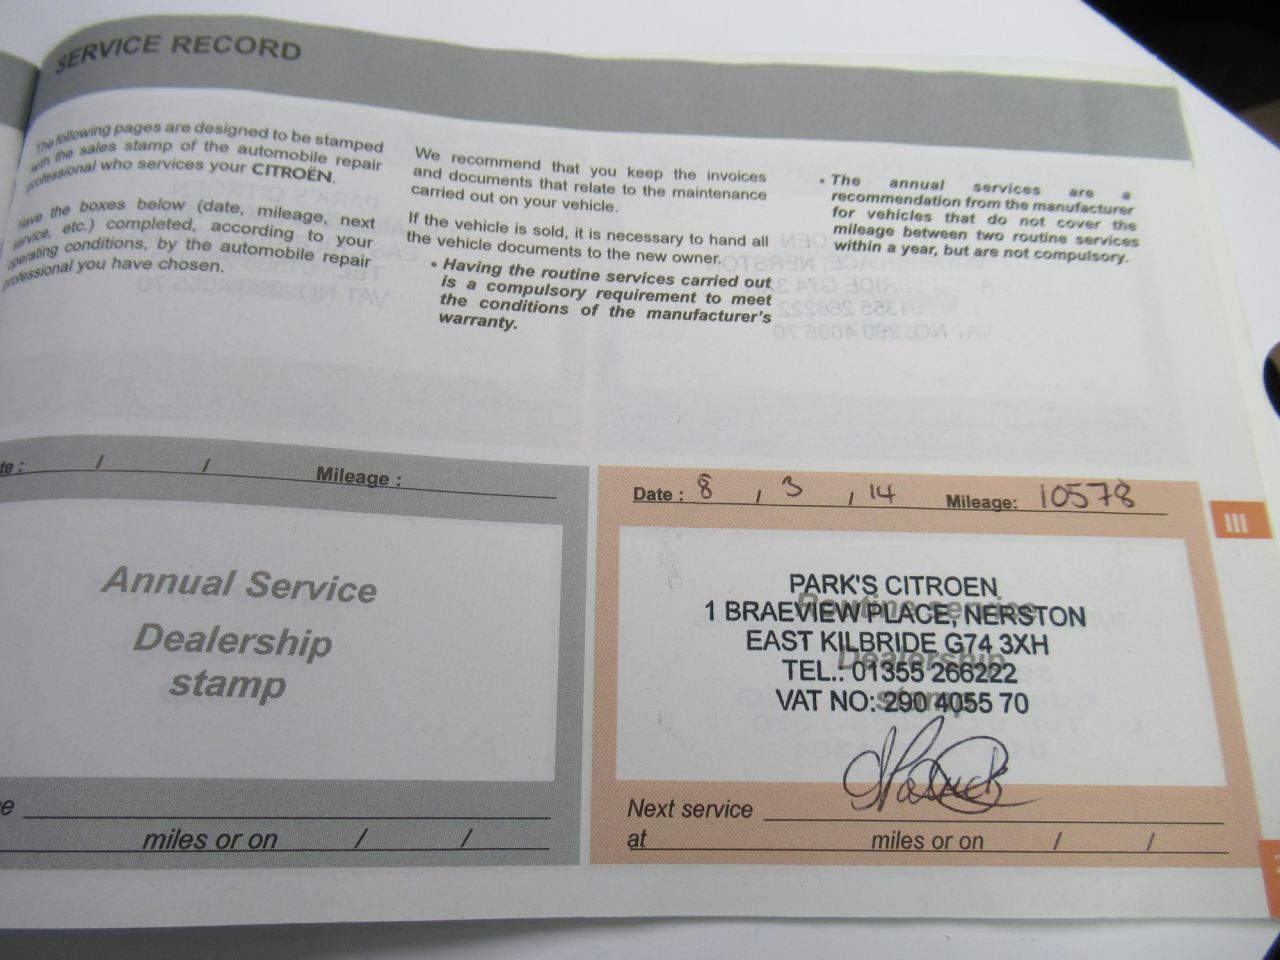 SERVICE RECORD
The following pages are designed to be stamped
with the sales stamp of the automobile repair
professional who services your CITROËN.
Have the boxes below (date, mileage, next
service, etc.) completed, according to your
operating conditions, by the automobile repair
professional you have chosen.
We recommend that you keep the invoices
and documents that relate to the maintenance
carried out on your vehicle.
If the vehicle is sold, it is necessary to hand all
the vehicle documents to the new owner.
• Having the routine services carried out
is a compulsory requirement to meet
the conditions of the manufacturer's
warranty.
• The annual services are a
recommendation from the manufacturer
for vehicles that do not cover the
mileage between two routine services
within a year, but are not compulsory.
te : / / Mileage :
Annual Service
Dealership
stamp
e
miles or on / /
Date : 8 / 3 / 14 Mileage: 10578
Routine service
Dealership
stamp
PARK'S CITROEN
1 BRAEVIEW PLACE, NERSTON
EAST KILBRIDE G74 3XH
TEL.: 01355 266222
VAT NO: 290 4055 70
Next service
at miles or on / /
III